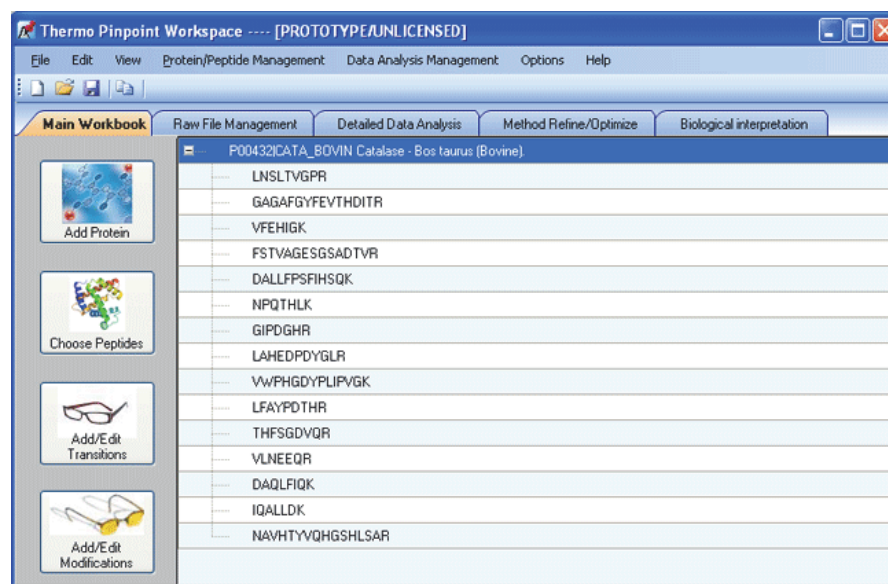 Thermo Pinpoint Workspace ---- [PROTOTYPE/UNLICENSED]
File Edit View Protein/Peptide Management Data Analysis Management Options Help
Main Workbook Raw File Management Detailed Data Analysis Method Refine/Optimize Biological interpretation
P00432|CATA_BOVIN Catalase - Bos taurus (Bovine).
LNSLTVGPR
GAGAFGYFEVTHDITR
VFEHIGK
FSTVAGESGSADTVR
DALLFPSFIHSQK
NPQTHLK
GIPDGHR
LAHEDPDYGLR
VWPHGDYPLIPVGK
LFAYPDTHR
THFSGDVQR
VLNEEQR
DAQLFIQK
IQALLDK
NAVHTYVQHGSHLSAR
Add Protein
Choose Peptides
Add/Edit
Transitions
Add/Edit
Modifications